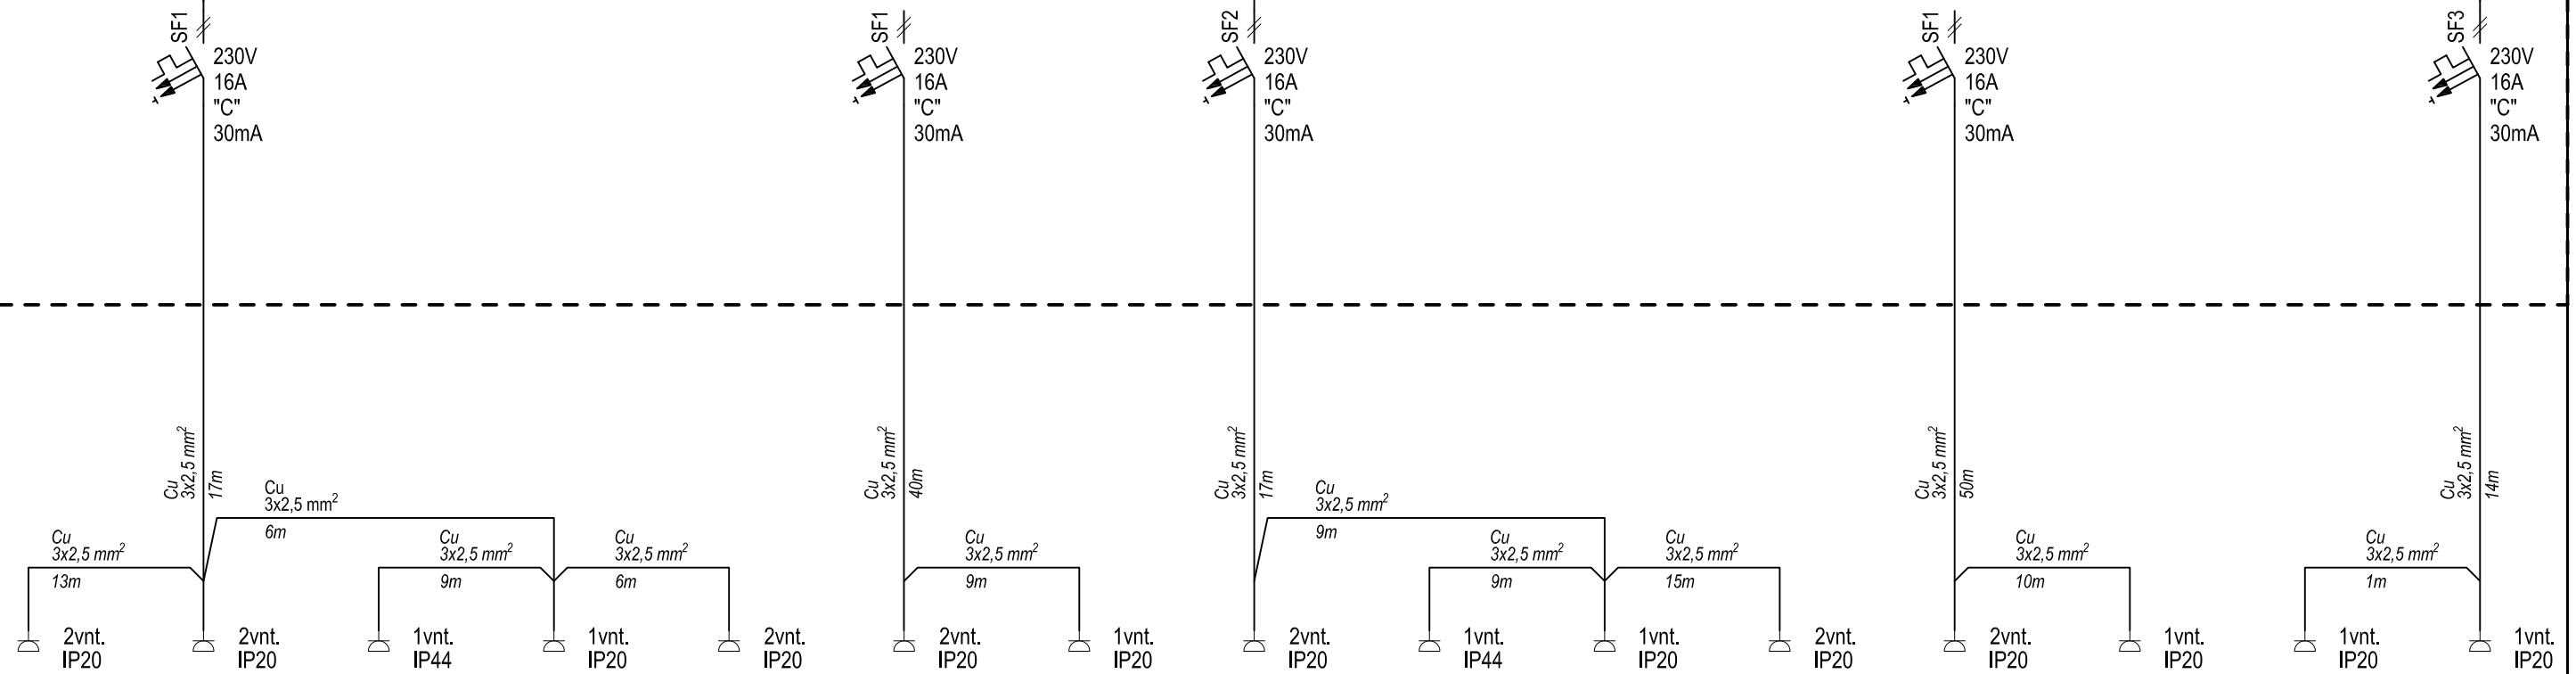 SF1
230V
16A
"C"
30mA
SF1
230V
16A
"C"
30mA
SF2
230V
16A
"C"
30mA
SF1
230V
16A
"C"
30mA
SF3
230V
16A
"C"
30mA
Cu
3x2,5 mm²
17m
Cu
3x2,5 mm²
6m
Cu
3x2,5 mm²
13m
Cu
3x2,5 mm²
9m
Cu
3x2,5 mm²
6m
Cu
3x2,5 mm²
40m
Cu
3x2,5 mm²
9m
Cu
3x2,5 mm²
17m
Cu
3x2,5 mm²
9m
Cu
3x2,5 mm²
9m
Cu
3x2,5 mm²
15m
Cu
3x2,5 mm²
50m
Cu
3x2,5 mm²
10m
Cu
3x2,5 mm²
14m
Cu
3x2,5 mm²
1m
2vnt.
IP20
2vnt.
IP20
1vnt.
IP44
1vnt.
IP20
2vnt.
IP20
2vnt.
IP20
1vnt.
IP20
2vnt.
IP20
1vnt.
IP44
1vnt.
IP20
2vnt.
IP20
2vnt.
IP20
1vnt.
IP20
1vnt.
IP20
1vnt.
IP20